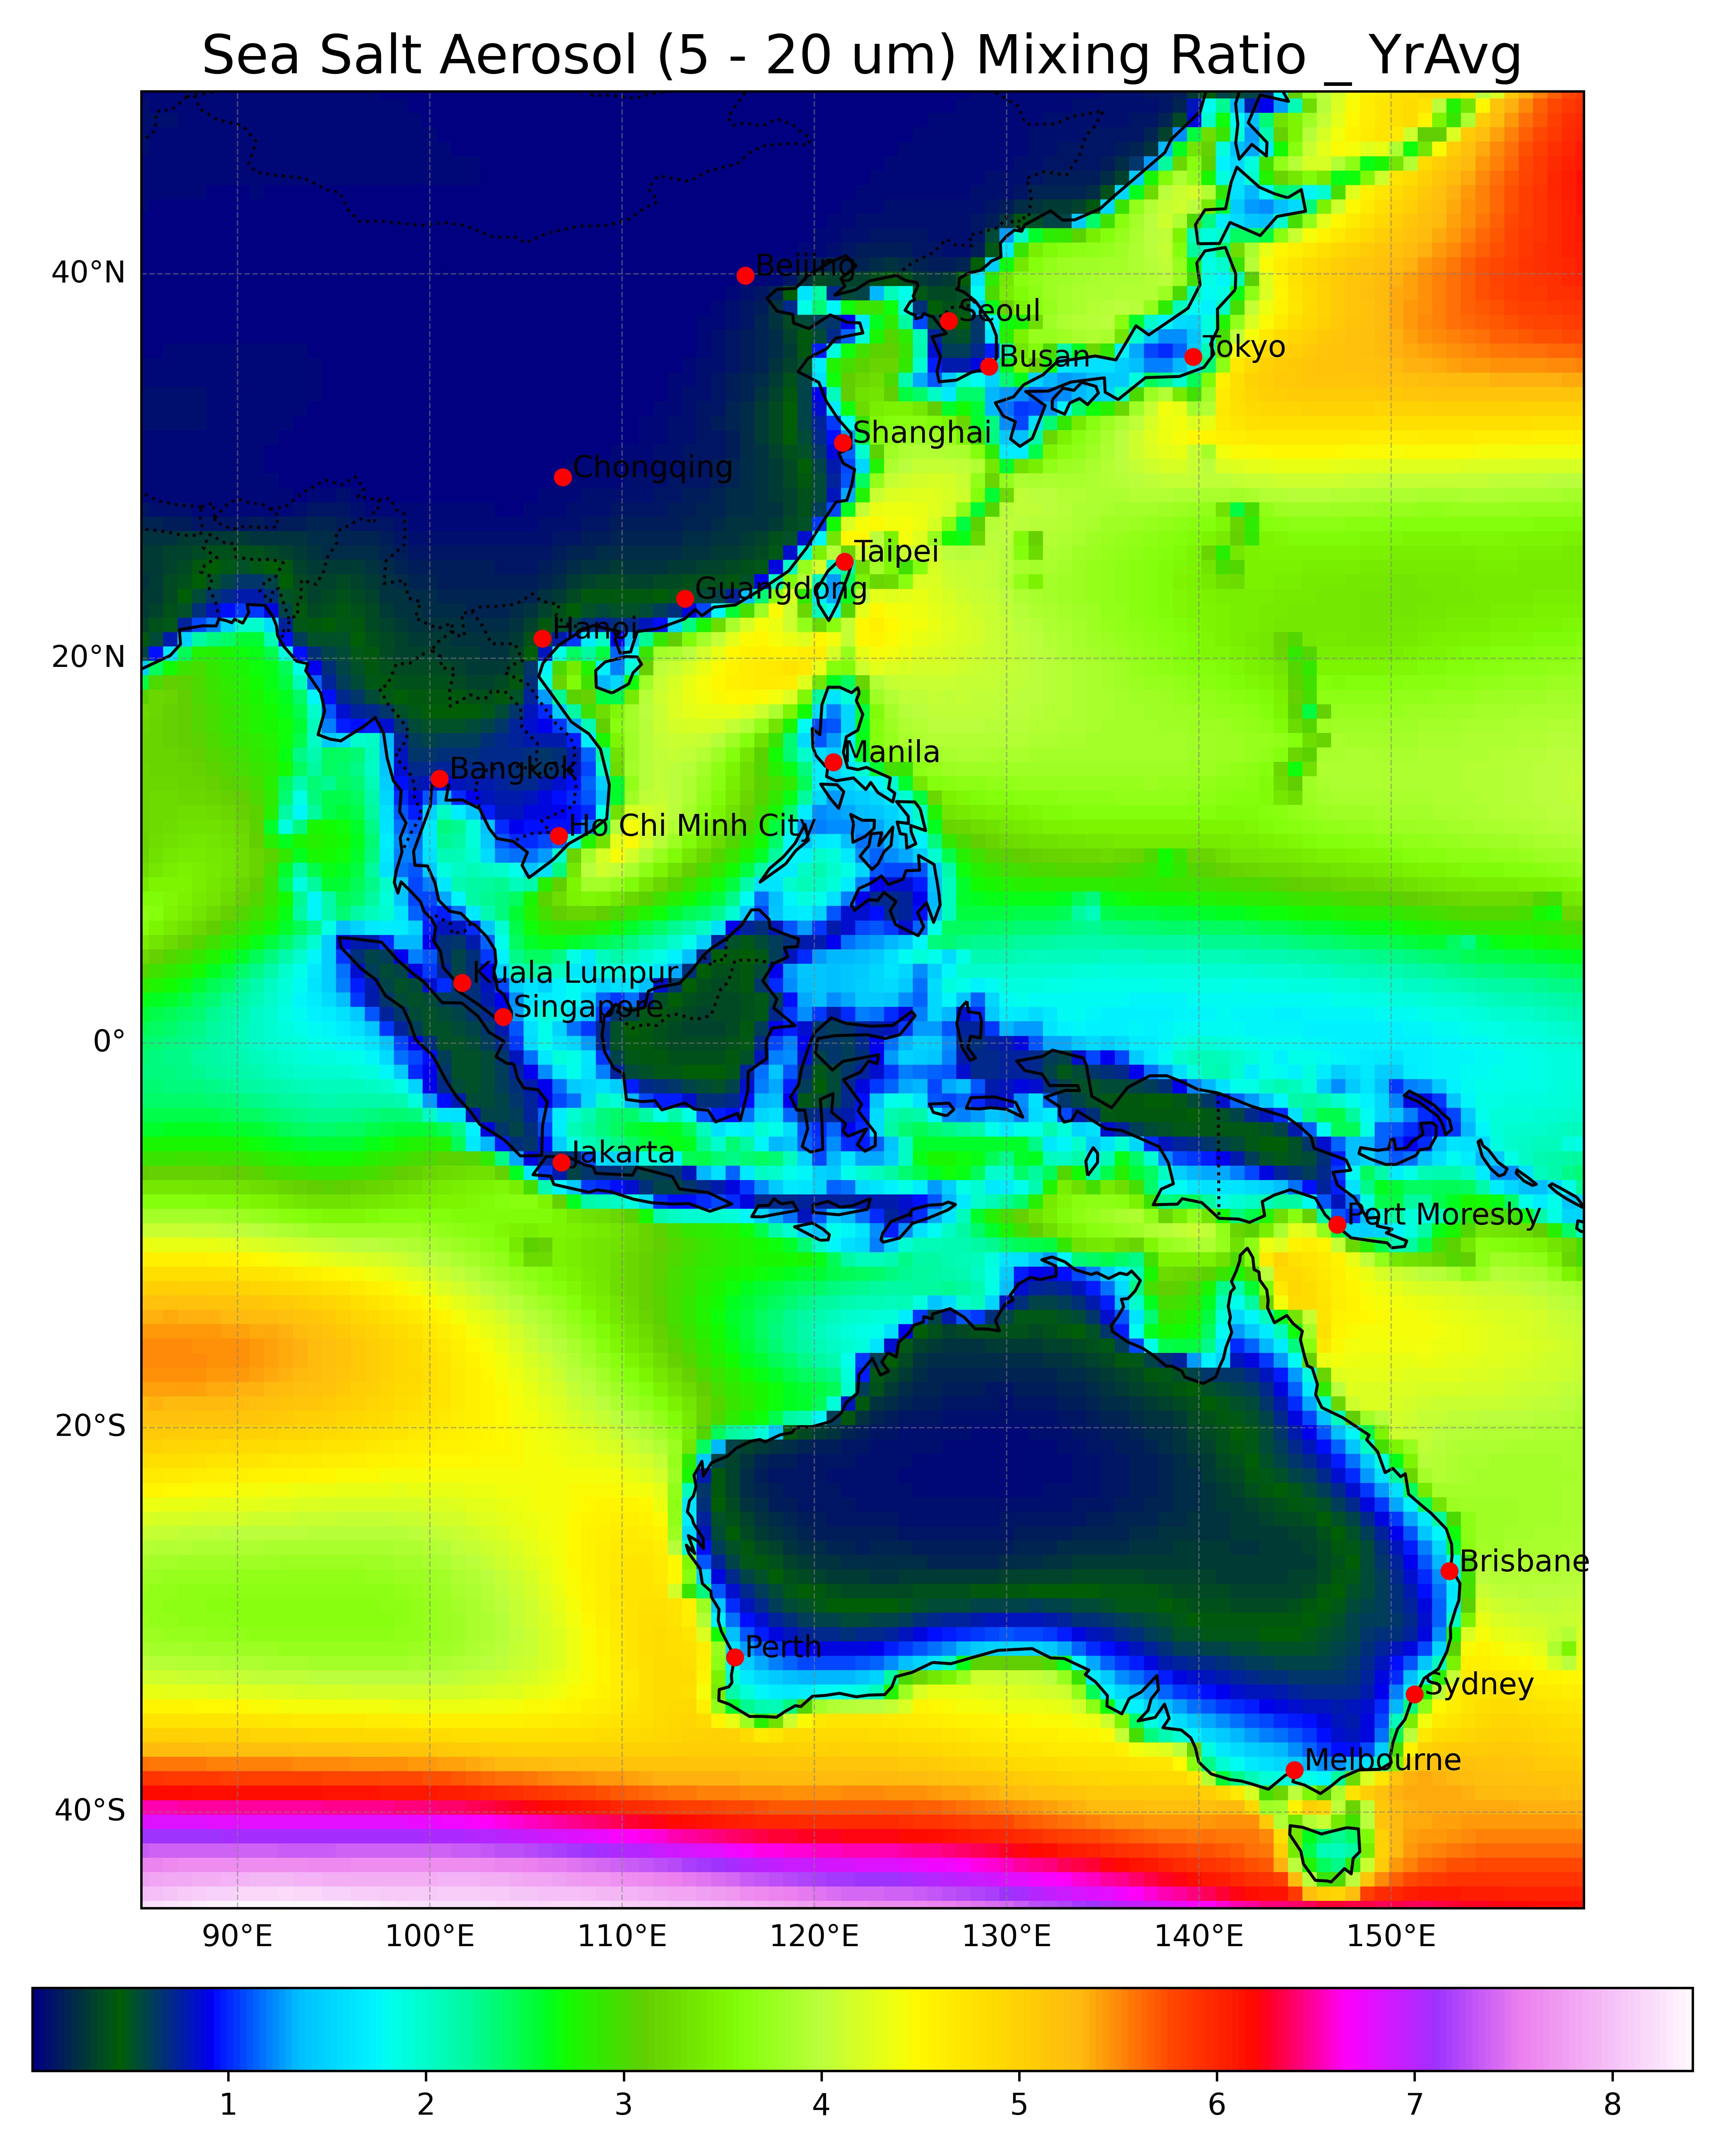 Sea Salt Aerosol (5 - 20 um) Mixing Ratio _ YrAvg
40°N
20°N
0°
20°S
40°S
Beijing
Seoul
Tokyo
Busan
Shanghai
Chongqing
Taipei
Guangdong
Hanoi
Manila
Bangkok
Ho Chi Minh City
Kuala Lumpur
Singapore
Jakarta
Port Moresby
Brisbane
Perth
Sydney
Melbourne
90°E 100°E 110°E 120°E 130°E 140°E 150°E
1 2 3 4 5 6 7 8